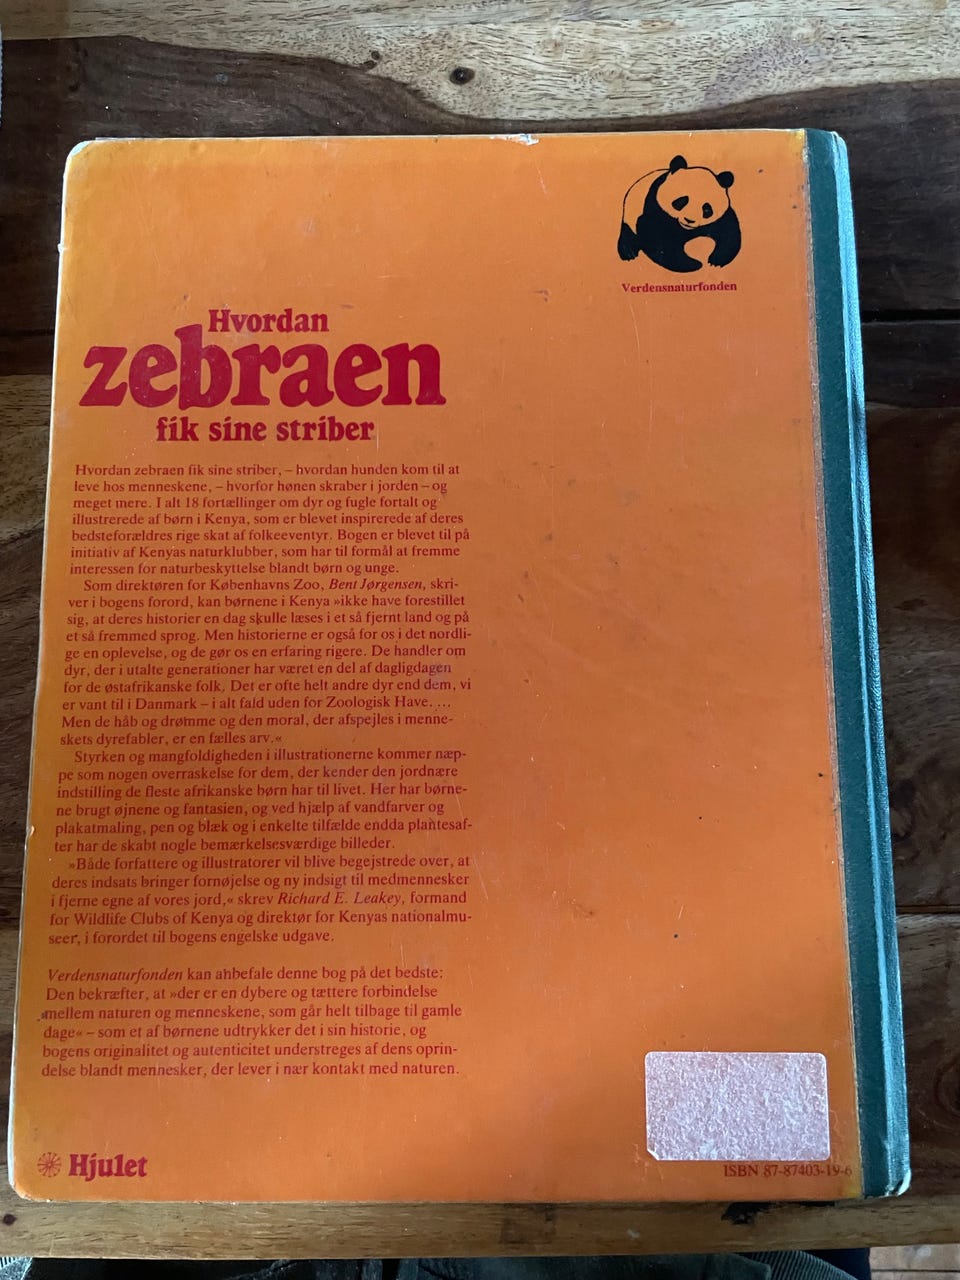 Verdensnaturfonden
Hvordan
zebraen
fik sine striber
Hvordan zebraen fik sine striber, – hvordan hunden kom til at
leve hos menneskene, – hvorfor hønen skraber i jorden – og
meget mere. I alt 18 fortællinger om dyr og fugle fortalt og
illustrerede af børn i Kenya, som er blevet inspirerede af deres
bedsteforældres rige skat af folkeeventyr. Bogen er blevet til på
initiativ af Kenyas naturklubber, som har til formål at fremme
interessen for naturbeskyttelse blandt børn og unge.
Som direktøren for Københavns Zoo, Bent Jørgensen, skri-
ver i bogens forord, kan børnene i Kenya »ikke have forestillet
sig, at deres historier en dag skulle læses i et så fjernt land og på
et så fremmed sprog. Men historierne er også for os i det nordli-
ge en oplevelse, og de gør os en erfaring rigere. De handler om
dyr, der i utalte generationer har været en del af dagligdagen
for de østafrikanske folk. Det er ofte helt andre dyr end dem, vi
er vant til i Danmark – i alt fald uden for Zoologisk Have. ...
Men de håb og drømme og den moral, der afspejles i menne-
skets dyrefabler, er en fælles arv.«
Styrken og mangfoldigheden i illustrationerne kommer næp-
pe som nogen overraskelse for dem, der kender den jordnære
indstilling de fleste afrikanske børn har til livet. Her har børne-
ne brugt øjnene og fantasien, og ved hjælp af vandfarver og
plakatmaling, pen og blæk og i enkelte tilfælde endda plantesaf-
ter har de skabt nogle bemærkelsesværdige billeder.
»Både forfattere og illustratorer vil blive begejstrede over, at
deres indsats bringer fornøjelse og ny indsigt til medmennesker
i fjerne egne af vores jord,« skrev Richard E. Leakey, formand
for Wildlife Clubs of Kenya og direktør for Kenyas nationalmu-
seer, i forordet til bogens engelske udgave.
Verdensnaturfonden kan anbefale denne bog på det bedste:
Den bekræfter, at »der er en dybere og tættere forbindelse
mellem naturen og menneskene, som går helt tilbage til gamle
dage« – som et af børnene udtrykker det i sin historie, og
bogens originalitet og autenticitet understreges af dens oprin-
delse blandt mennesker, der lever i nær kontakt med naturen.
Hjulet
ISBN 87-87403-19-6